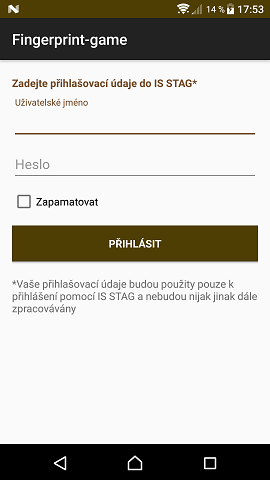 14 % 17:53
Fingerprint-game
Zadejte přihlašovací údaje do IS STAG*
Uživatelské jméno
Heslo
Zapamatovat
PŘIHLÁSIT
*Vaše přihlašovací údaje budou použity pouze k
přihlášení pomocí IS STAG a nebudou nijak jinak dále
zpracovávány